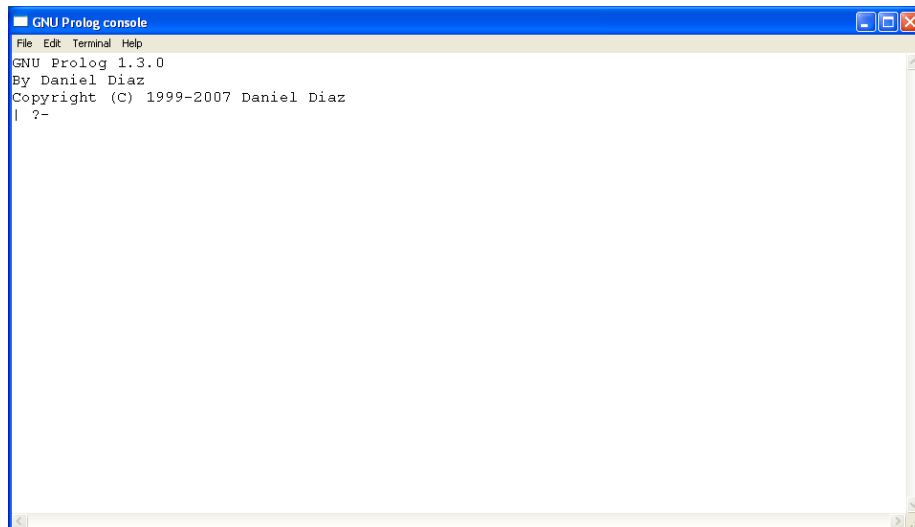 GNU Prolog console
File Edit Terminal Help
GNU Prolog 1.3.0
By Daniel Diaz
Copyright (C) 1999-2007 Daniel Diaz
| ?-